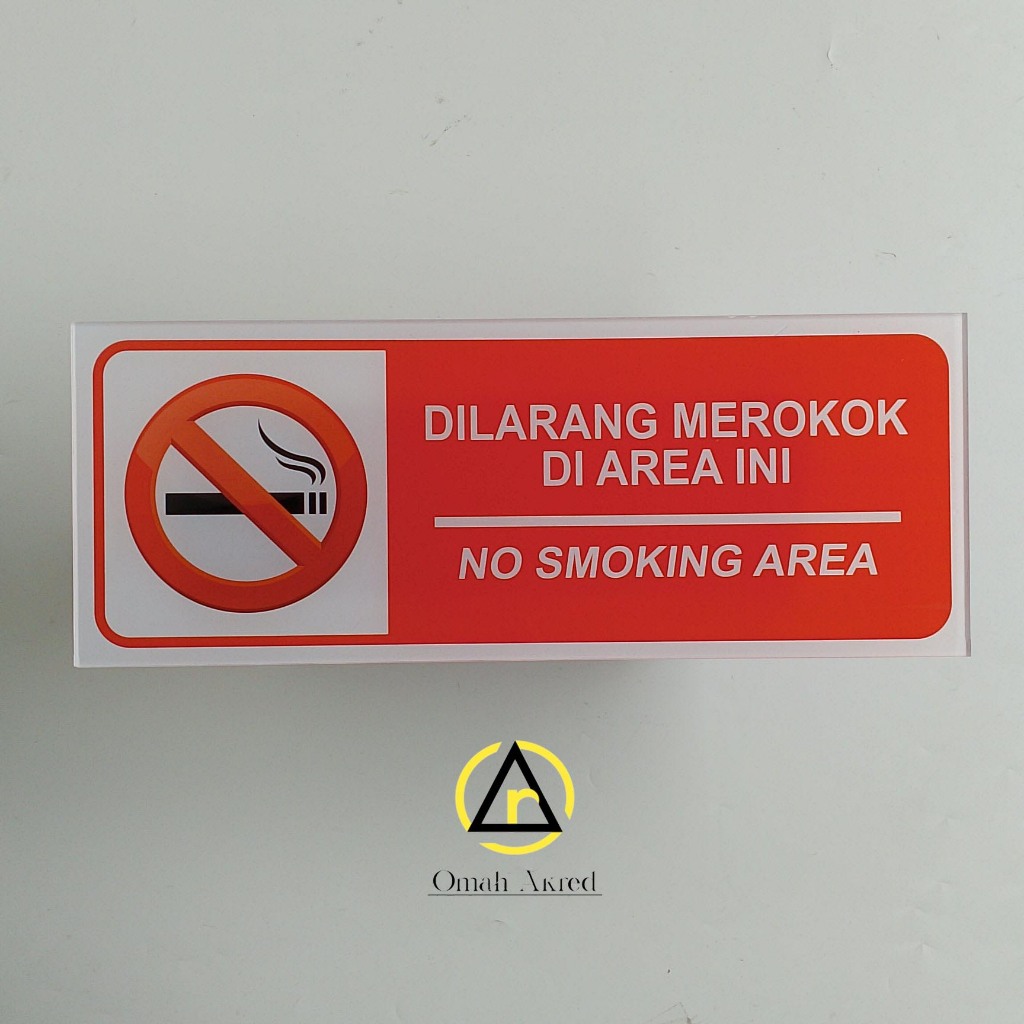 DILARANG MEROKOK
DI AREA INI
NO SMOKING AREA
r
Omah Akred